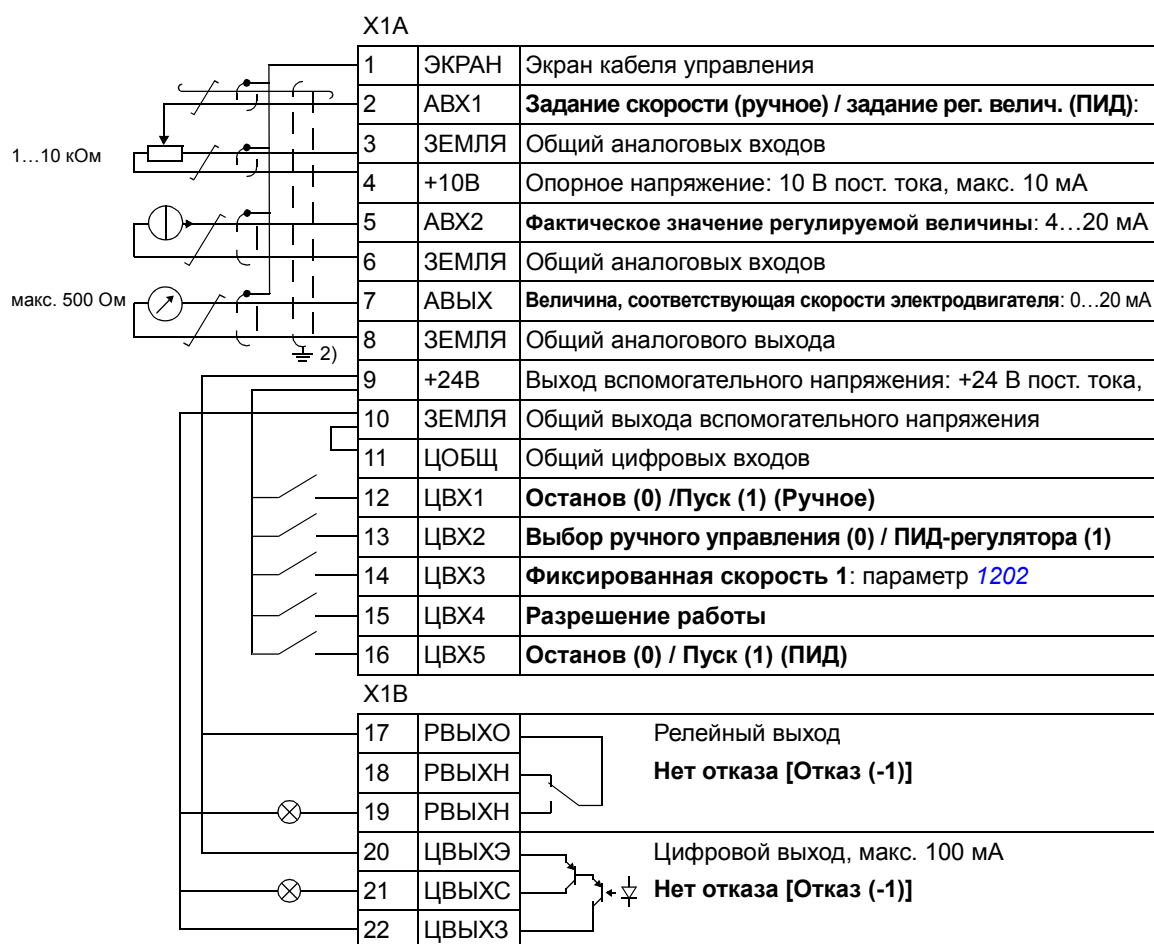 X1A
1 ЭКРАН Экран кабеля управления
2 АВХ1 Задание скорости (ручное) / задание рег. велич. (ПИД):
3 ЗЕМЛЯ Общий аналоговых входов
1…10 кОм
4 +10В Опорное напряжение: 10 В пост. тока, макс. 10 мА
5 АВХ2 Фактическое значение регулируемой величины: 4…20 мА
6 ЗЕМЛЯ Общий аналоговых входов
макс. 500 Ом
7 АВЫХ Величина, соответствующая скорости электродвигателя: 0…20 мА
8 ЗЕМЛЯ Общий аналогового выхода
2)
9 +24В Выход вспомогательного напряжения: +24 В пост. тока,
10 ЗЕМЛЯ Общий выхода вспомогательного напряжения
11 ЦОБЩ Общий цифровых входов
12 ЦВХ1 Останов (0) /Пуск (1) (Ручное)
13 ЦВХ2 Выбор ручного управления (0) / ПИД-регулятора (1)
14 ЦВХ3 Фиксированная скорость 1: параметр 1202
15 ЦВХ4 Разрешение работы
16 ЦВХ5 Останов (0) / Пуск (1) (ПИД)
X1B
17 РВЫХО Релейный выход
18 РВЫХН Нет отказа [Отказ (-1)]
19 РВЫХН
20 ЦВЫХЭ Цифровой выход, макс. 100 мА
21 ЦВЫХС Нет отказа [Отказ (-1)]
22 ЦВЫХЗ